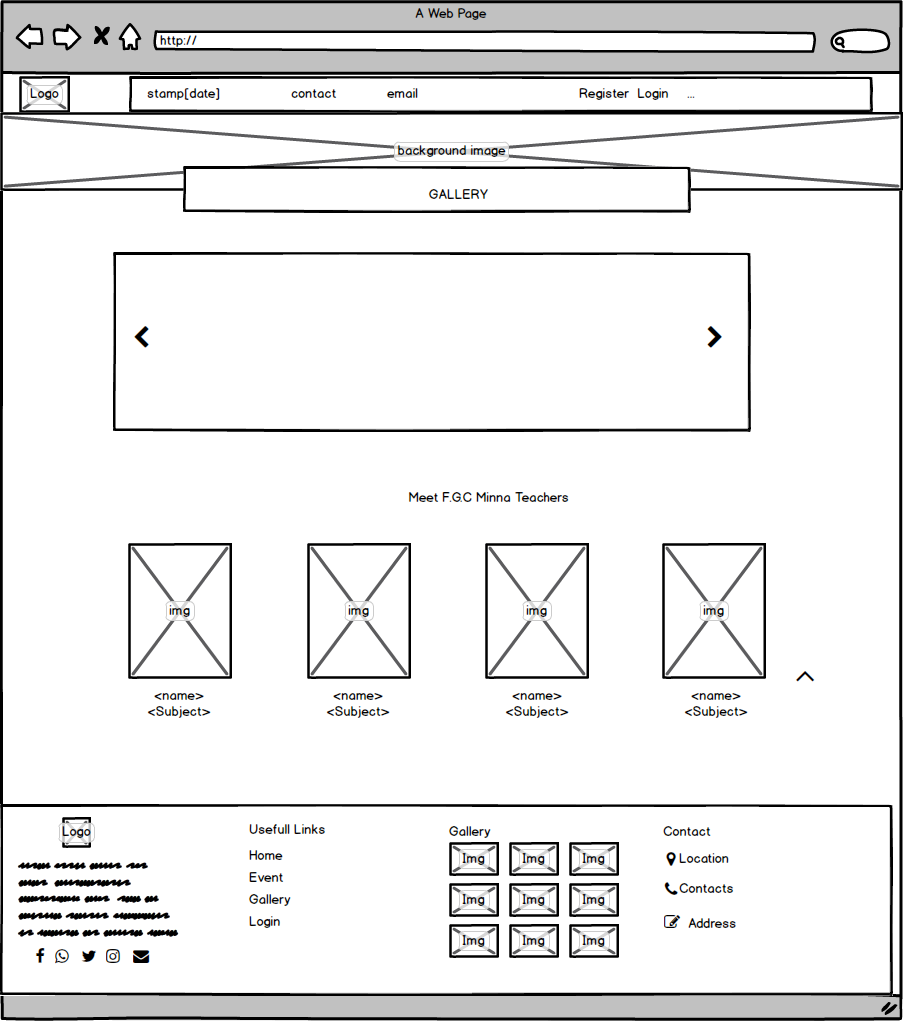 A Web Page
http://
Logo
stamp[date] contact email Register Login ...
background image
GALLERY
Meet F.G.C Minna Teachers
img img img img
<name> <name> <name> <name>
<Subject> <Subject> <Subject> <Subject>
Logo
Usefull Links
Home
Event
Gallery
Login
Gallery
Img Img Img
Img Img Img
Img Img Img
Contact
Location
Contacts
Address